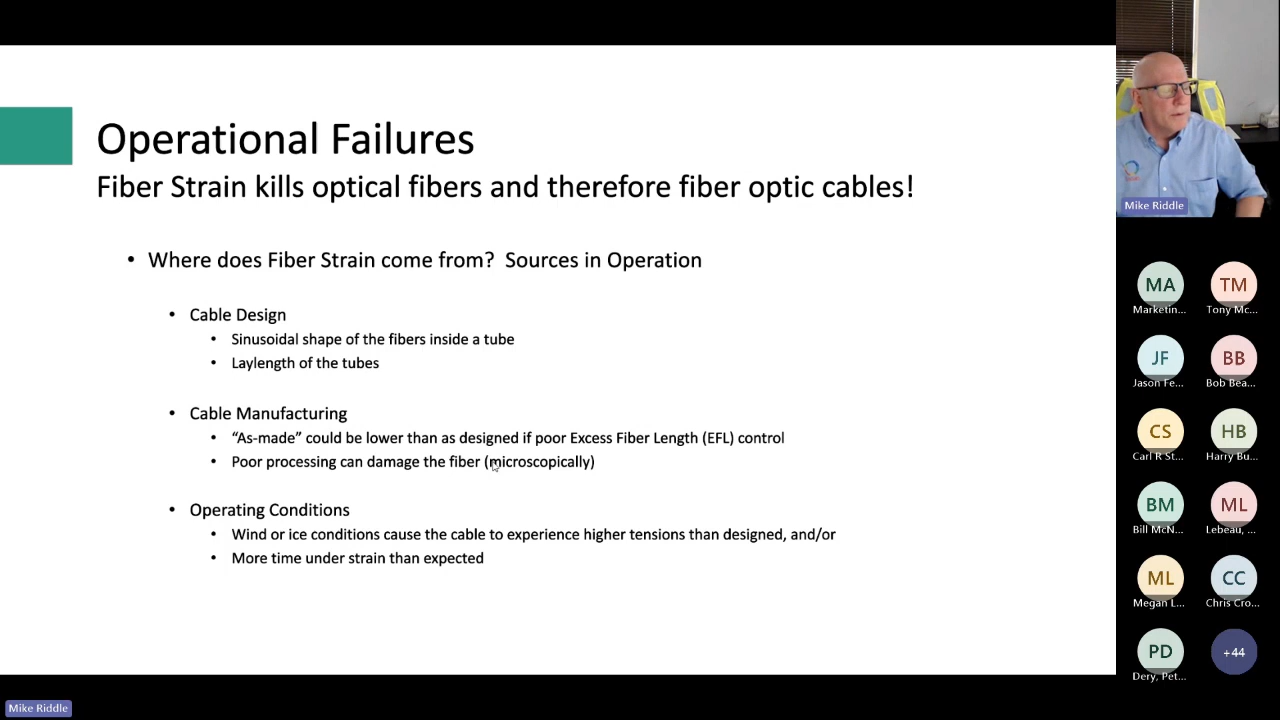 Operational Failures
Fiber Strain kills optical fibers and therefore fiber optic cables!
• Where does Fiber Strain come from? Sources in Operation
• Cable Design
• Sinusoidal shape of the fibers inside a tube
• Laylength of the tubes
• Cable Manufacturing
• “As-made” could be lower than as designed if poor Excess Fiber Length (EFL) control
• Poor processing can damage the fiber (microscopically)
• Operating Conditions
• Wind or ice conditions cause the cable to experience higher tensions than designed, and/or
• More time under strain than expected
Mike Riddle
MA TM
Marketin... Tony Mc...
JF BB
Jason Fe... Bob Bea...
CS HB
Carl R St... Harry Bu...
BM ML
Bill McN... Lebeau, ...
ML CC
Megan L... Chris Cro...
PD +44
Dery, Pet...
Mike Riddle